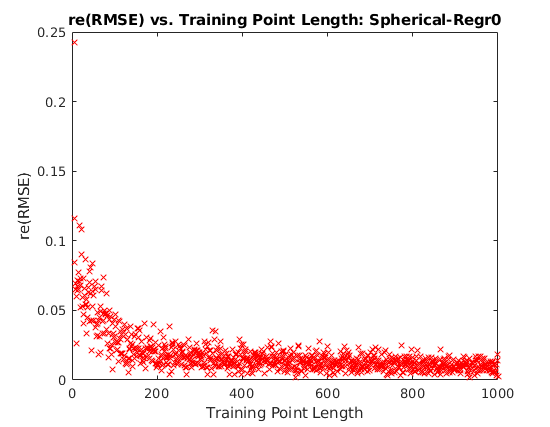 re(RMSE) vs. Training Point Length: Spherical-Regr0
0.25
0.2
0.15
0.1
0.05
0
re(RMSE)
0 200 400 600 800 1000
Training Point Length